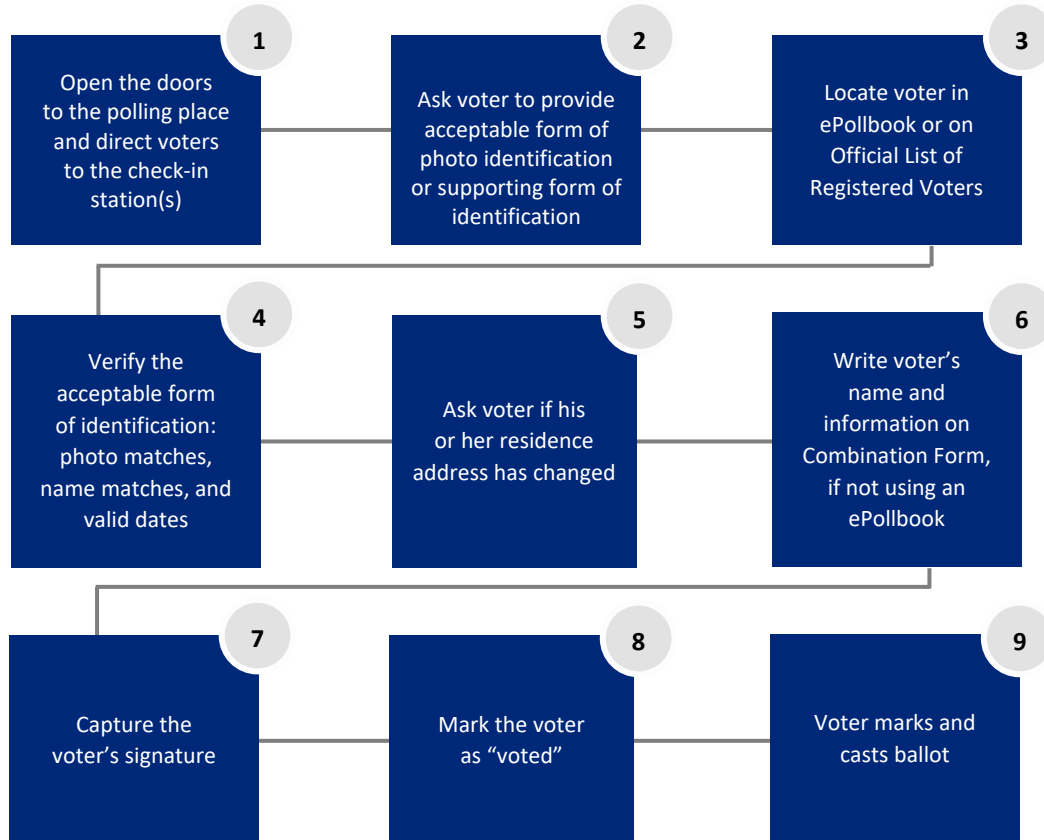 1
Open the doors
to the polling place
and direct voters
to the check-in
station(s)
2
Ask voter to provide
acceptable form of
photo identification
or supporting form of
identification
3
Locate voter in
ePollbook or on
Official List of
Registered Voters
4
Verify the
acceptable form
of identification:
photo matches,
name matches, and
valid dates
5
Ask voter if his
or her residence
address has changed
6
Write voter’s
name and
information on
Combination Form,
if not using an
ePollbook
7
Capture the
voter’s signature
8
Mark the voter
as “voted”
9
Voter marks and
casts ballot